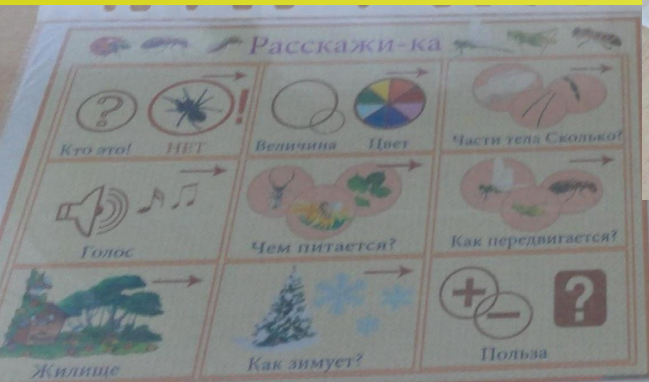 Расскажи-ка
Кто это! НЕТ
Величина Цвет
Части тела Сколько?
Голос
Чем питается?
Как передвигается?
Жилище
Как зимует?
Польза